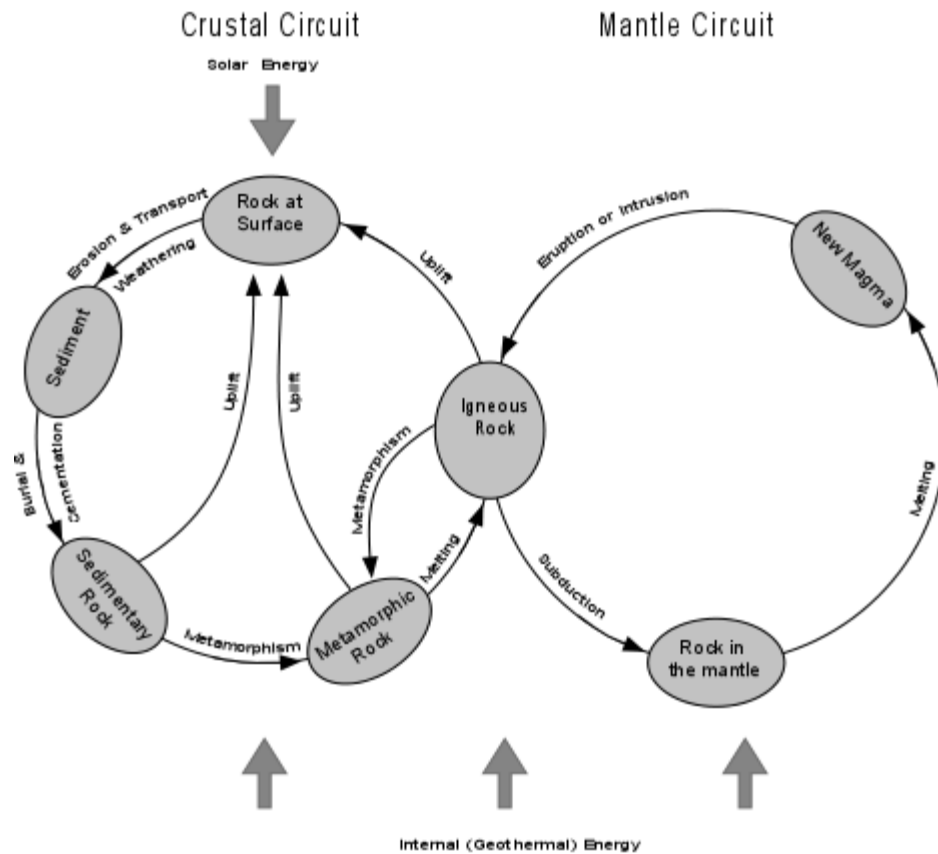 Crustal Circuit
Mantle Circuit
Solar Energy
Rock at
Surface
Erosion & Transport
Weathering
Uplift
Eruption or Intrusion
New Magma
Sediment
Uplift
Uplift
Igneous
Rock
Metamorphism
Burial &
Cementation
Melting
Melting
Sedimentary
Rock
Metamorphism
Metamorphic
Rock
Subduction
Rock in
the mantle
Internal (Geothermal) Energy